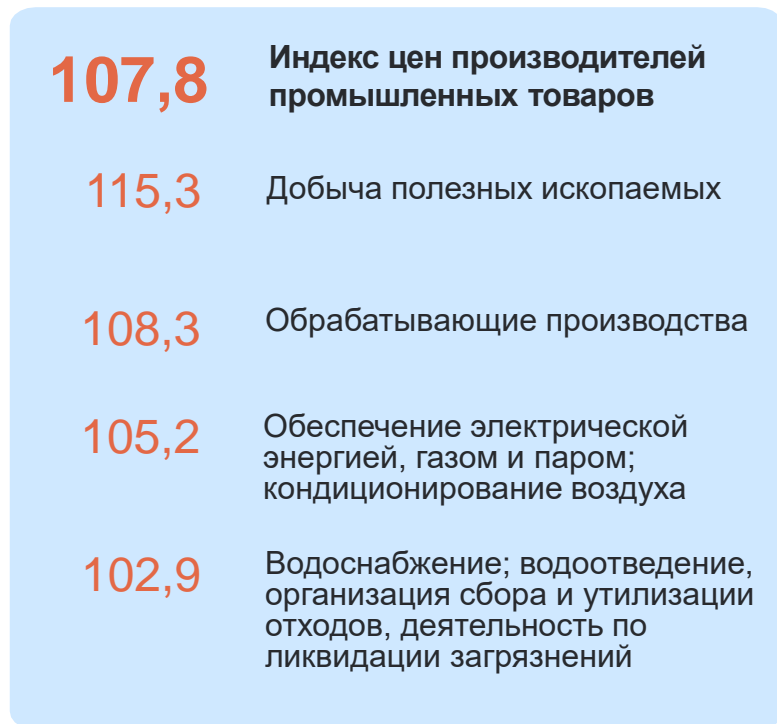 107,8
Индекс цен производителей
промышленных товаров
115,3
Добыча полезных ископаемых
108,3
Обрабатывающие производства
105,2
Обеспечение электрической
энергией, газом и паром;
кондиционирование воздуха
102,9
Водоснабжение; водоотведение,
организация сбора и утилизации
отходов, деятельность по
ликвидации загрязнений